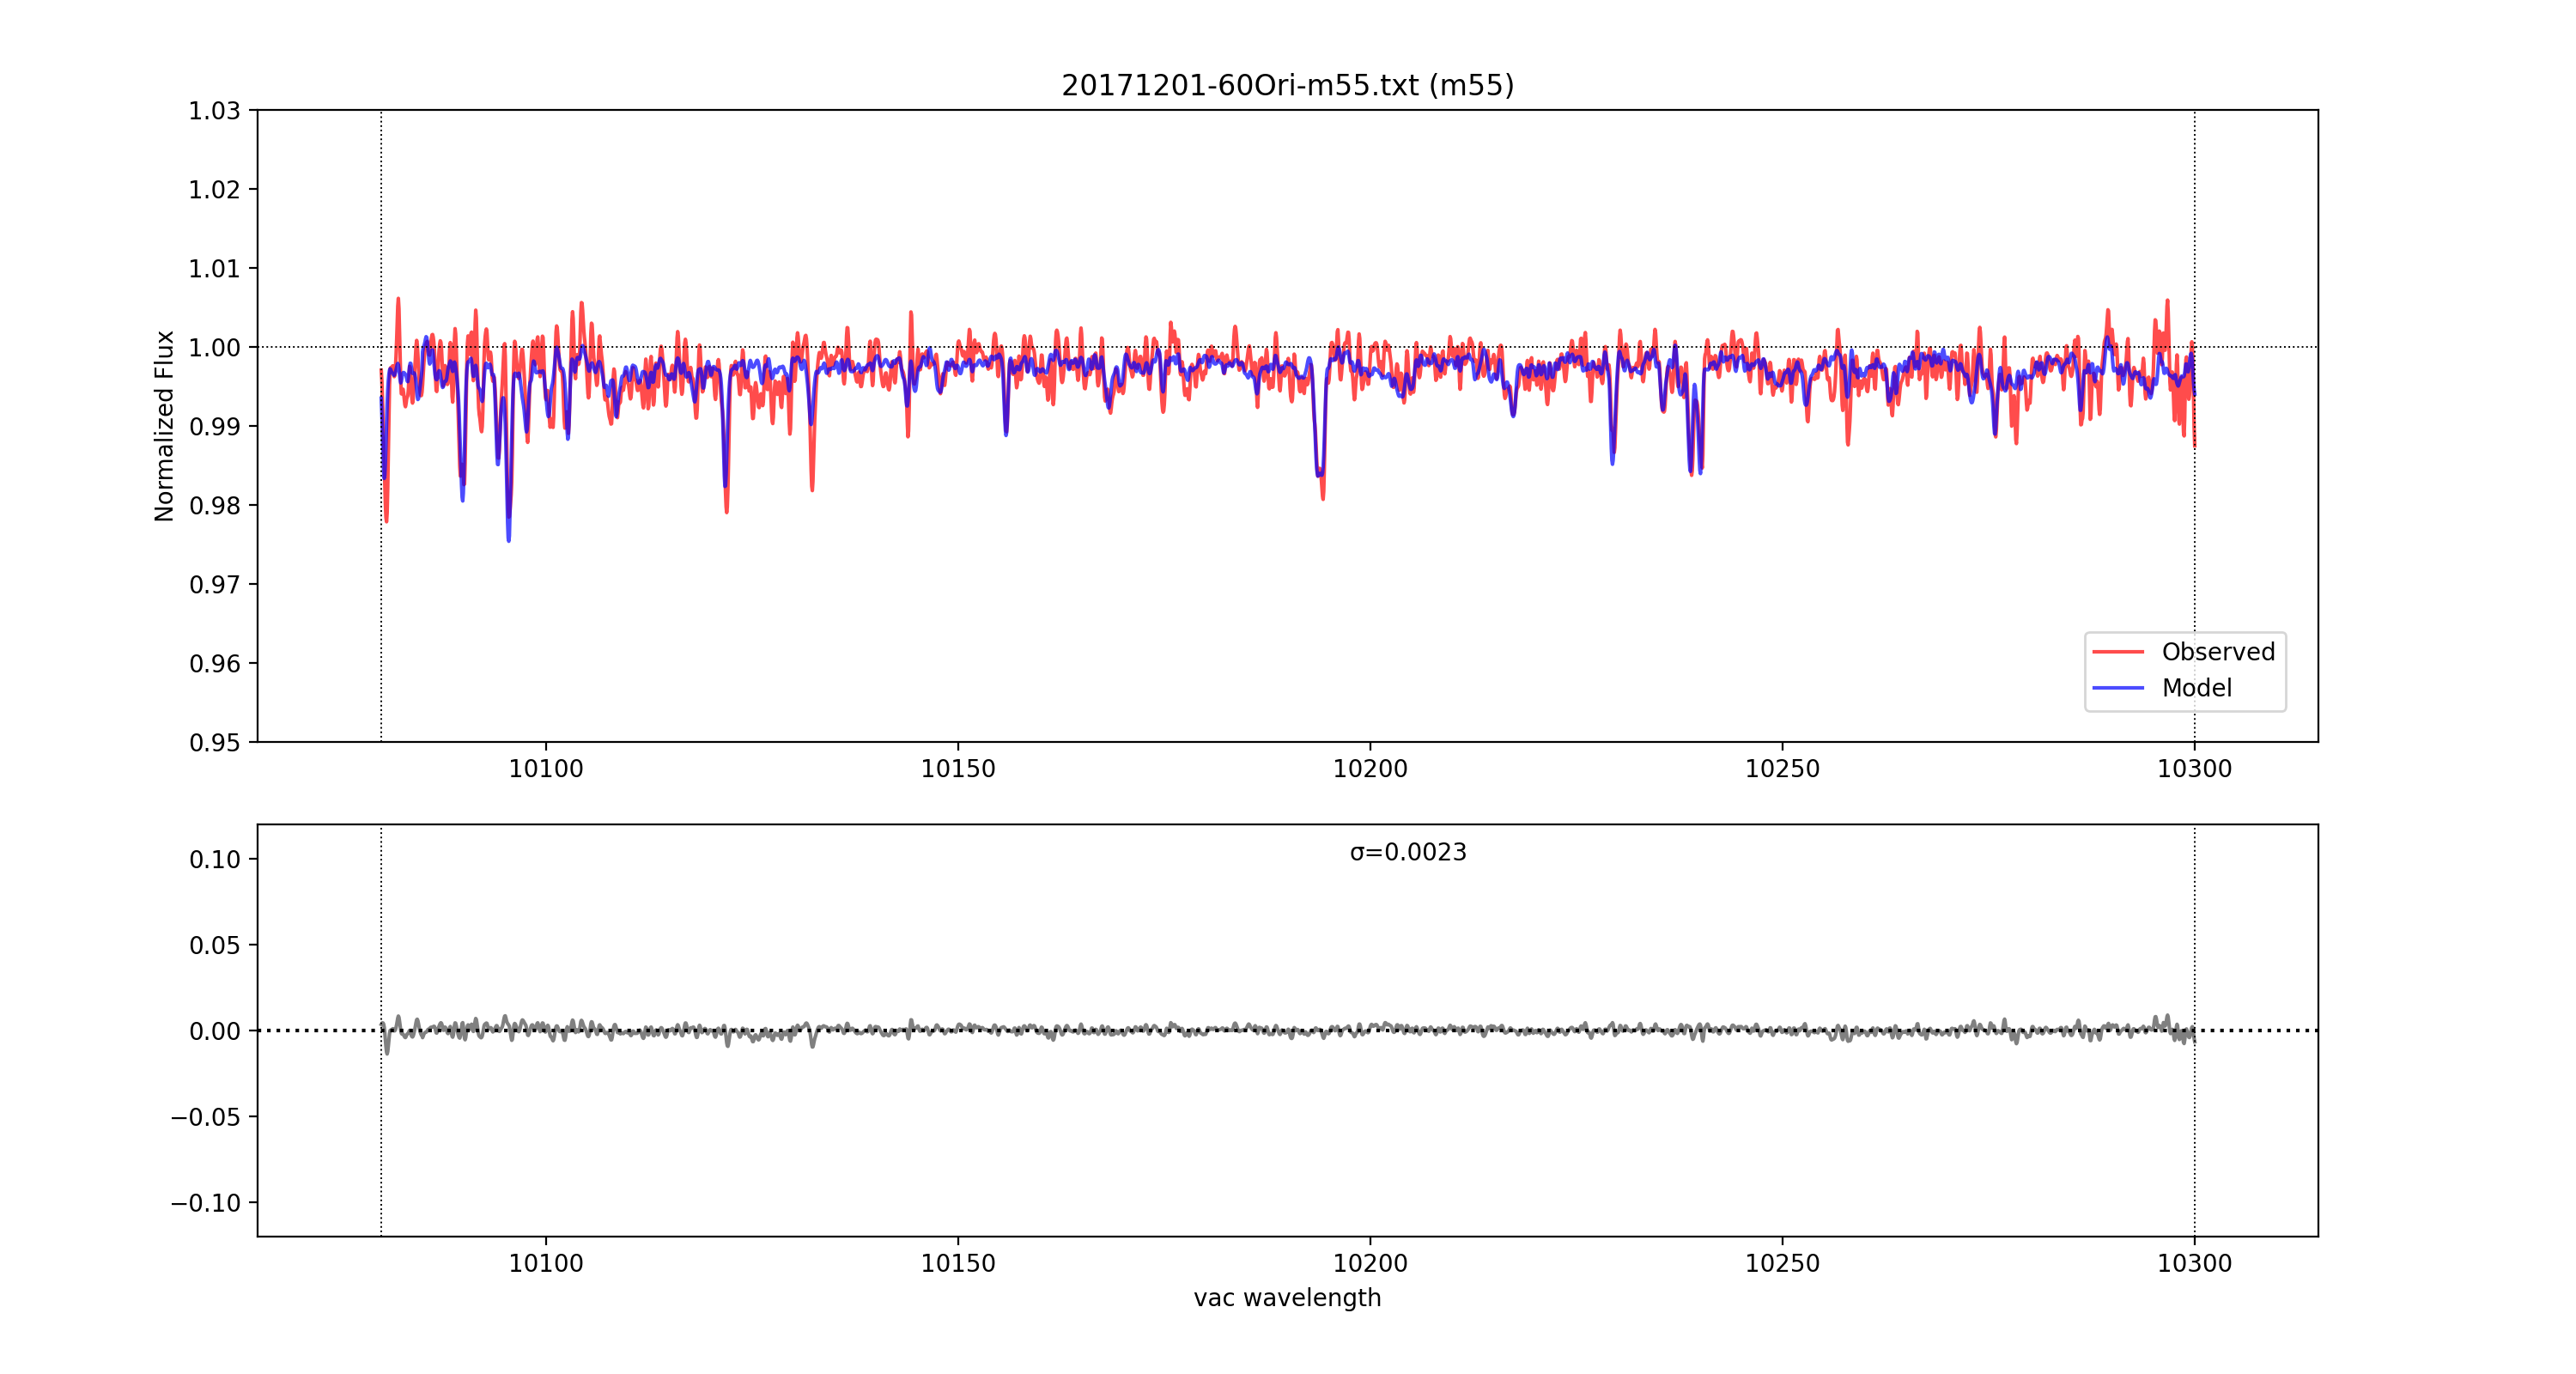 20171201-60Ori-m55.txt (m55)
1.03
1.02
1.01
1.00
0.99
0.98
0.97
0.96
0.95
Normalized Flux
Observed
Model
10100 10150 10200 10250 10300
σ=0.0023
0.10
0.05
0.00
−0.05
−0.10
10100 10150 10200 10250 10300
vac wavelength